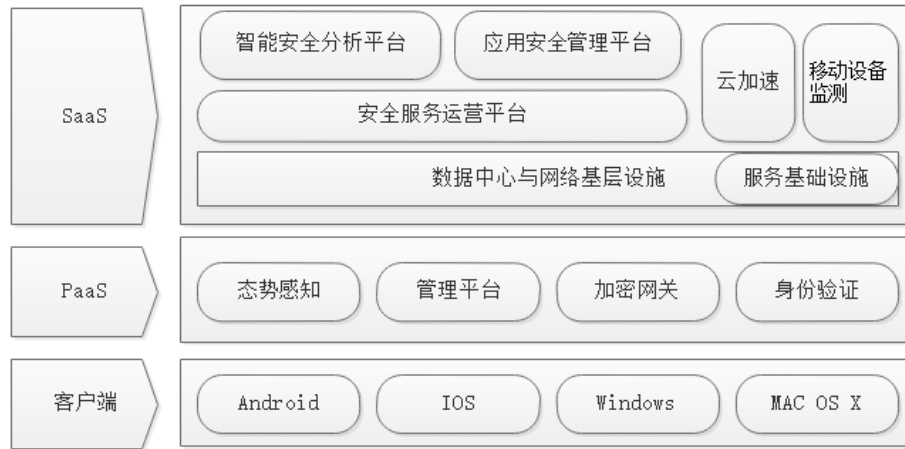 SaaS
智能安全分析平台
应用安全管理平台
云加速
移动设备
监测
安全服务运营平台
数据中心与网络基层设施
服务基础设施
PaaS
态势感知
管理平台
加密网关
身份验证
客户端
Android
IOS
Windows
MAC OS X